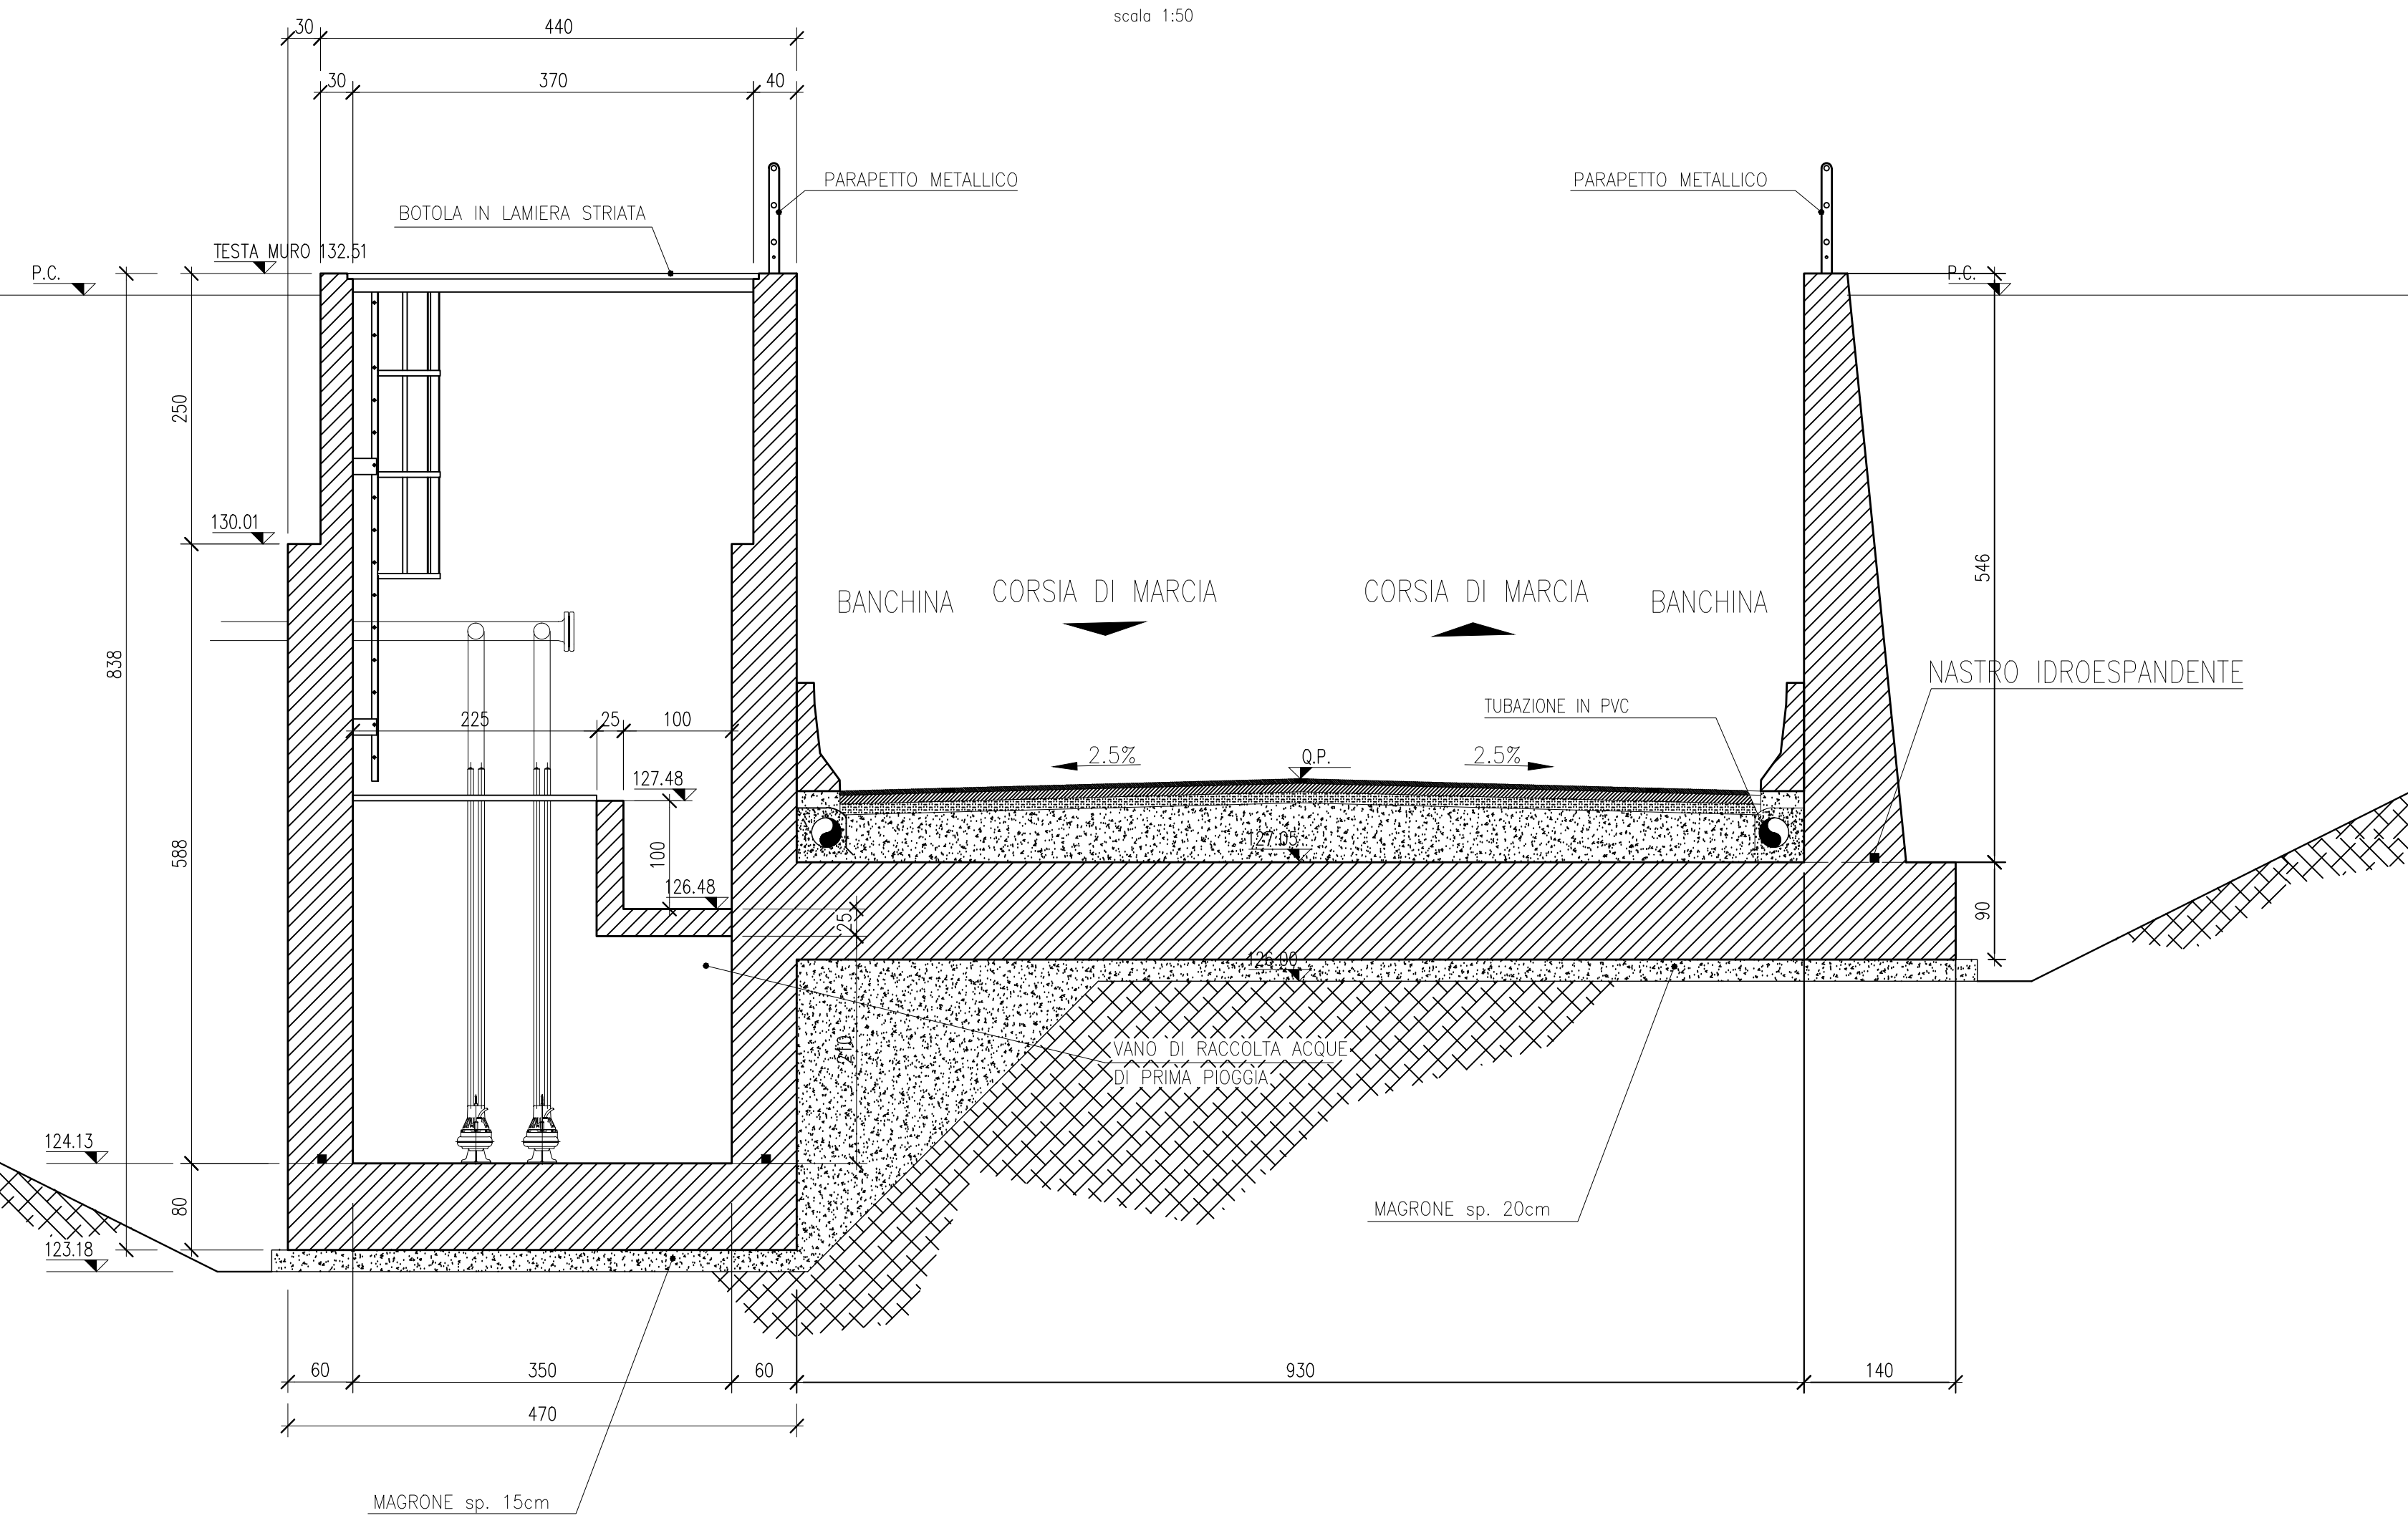 scala 1:50
30
440
30
370
40
PARAPETTO METALLICO
PARAPETTO METALLICO
BOTOLA IN LAMIERA STRIATA
TESTA MURO 132.51
P.C.
P.C.
250
130.01
546
BANCHINA
CORSIA DI MARCIA
CORSIA DI MARCIA
BANCHINA
838
NASTRO IDROESPANDENTE
TUBAZIONE IN PVC
225
25
100
2.5%
Q.P.
2.5%
127.48
127.05
588
100
126.48
25
90
126.00
210
VANO DI RACCOLTA ACQUE
DI PRIMA PIOGGIA
124.13
80
MAGRONE sp. 20cm
123.18
60
350
60
930
140
470
MAGRONE sp. 15cm